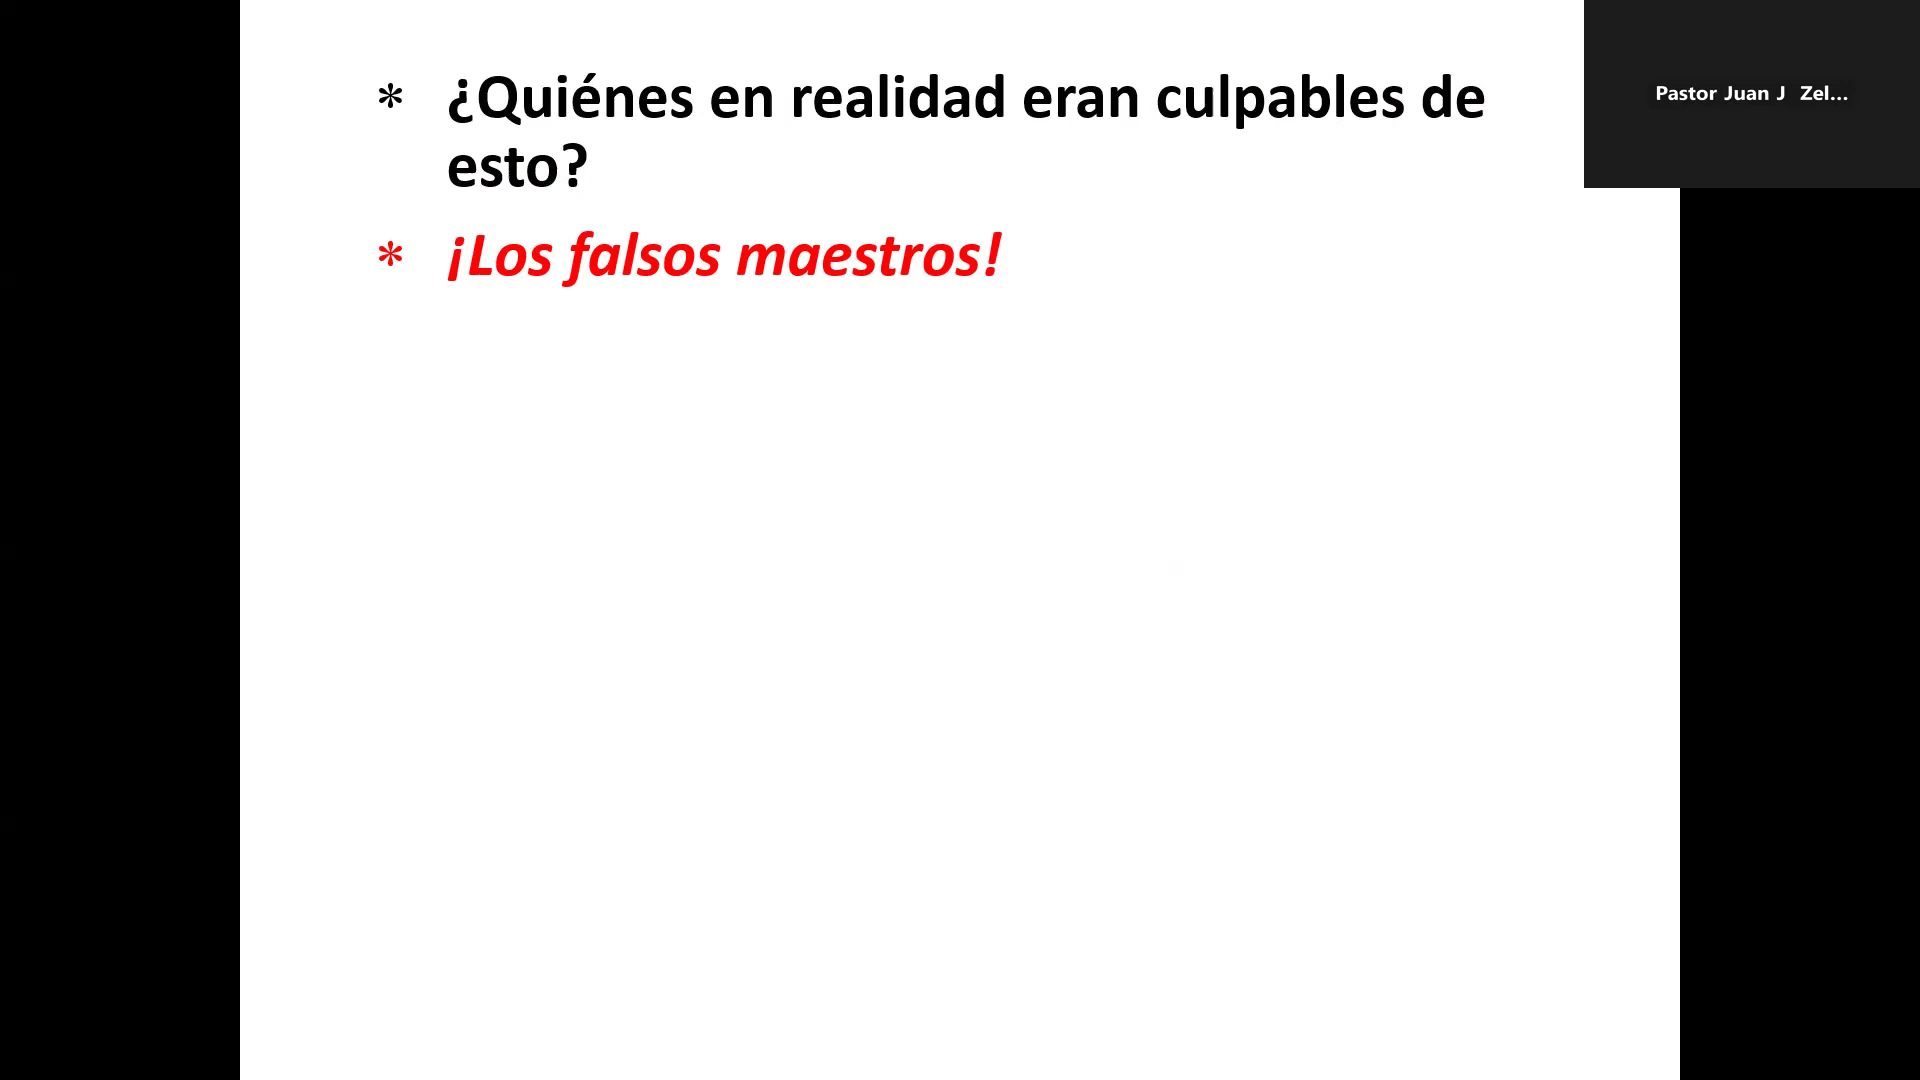 * ¿Quiénes en realidad eran culpables de
esto?
* ¡Los falsos maestros!
Pastor Juan J Zel...